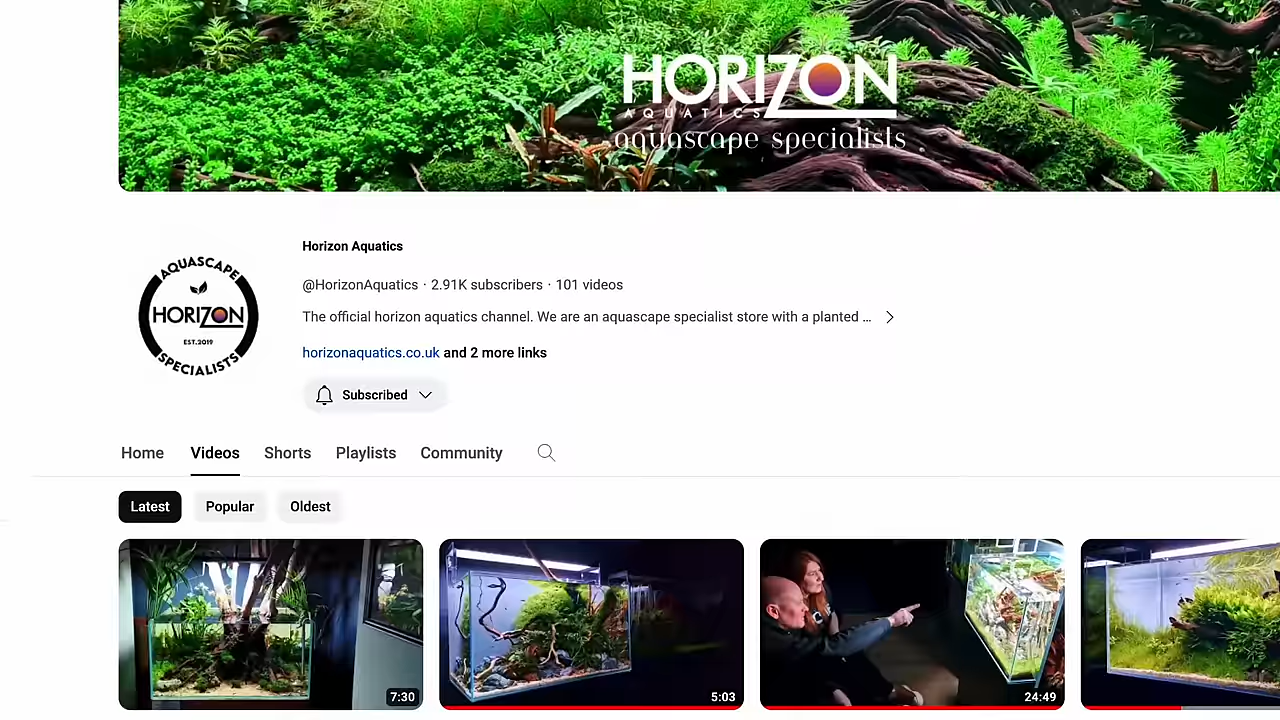 HORIZON
AQUATICS
aquascape specialists
AQUASCAPE
HORIZON
EST.2019
SPECIALISTS
Horizon Aquatics
@HorizonAquatics · 2.91K subscribers · 101 videos
The official horizon aquatics channel. We are an aquascape specialist store with a planted ...
horizonaquatics.co.uk and 2 more links
Subscribed
Home Videos Shorts Playlists Community
Latest Popular Oldest
7:30 5:03 24:49